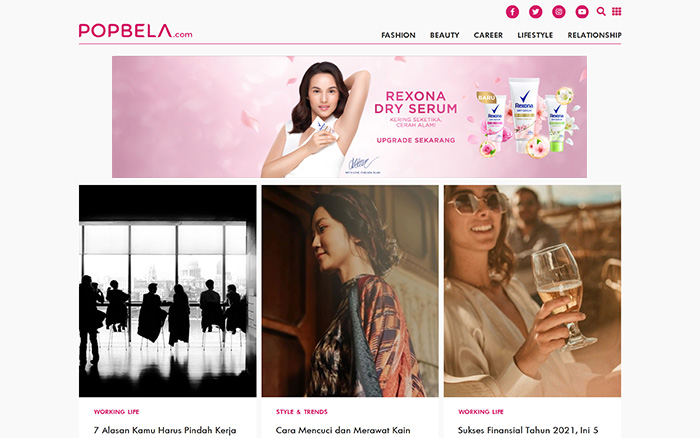 POPBELA.com
FASHION BEAUTY CAREER LIFESTYLE RELATIONSHIP
REXONA
DRY SERUM
KERING SEKETIKA,
CERAH ALAMI
UPGRADE SEKARANG
BARU
Rexona
Rexona
Rexona
WORKING LIFE
STYLE & TRENDS
WORKING LIFE
7 Alasan Kamu Harus Pindah Kerja
Cara Mencuci dan Merawat Kain
Sukses Finansial Tahun 2021, Ini 5